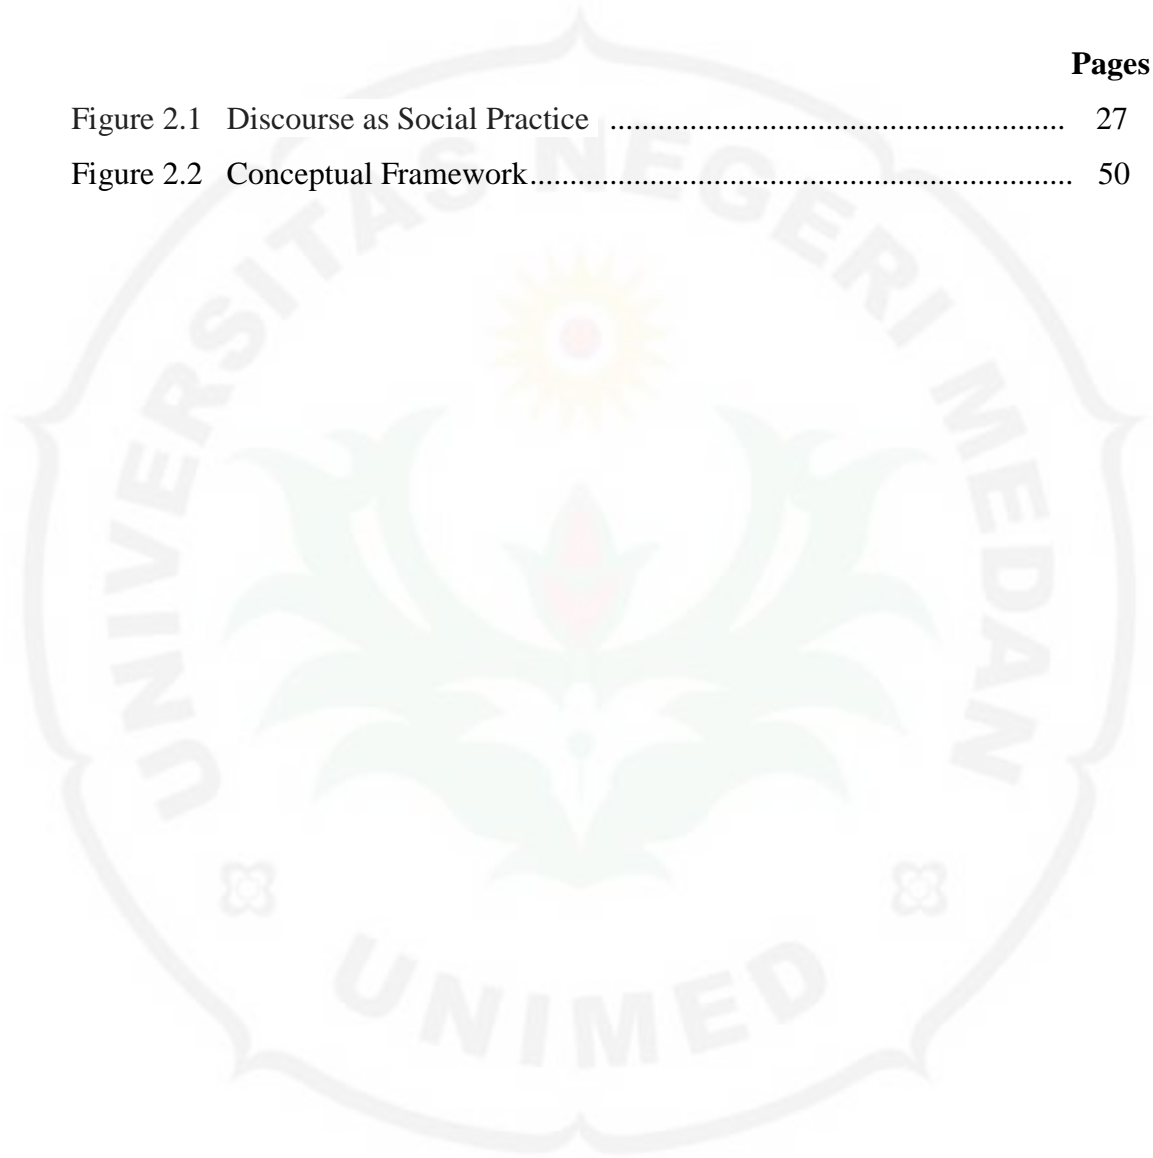 Pages
Figure 2.1 Discourse as Social Practice ......................................................... 27
Figure 2.2 Conceptual Framework.................................................................... 50
UNIVERSITAS NEGERI MEDAN
UNIMED